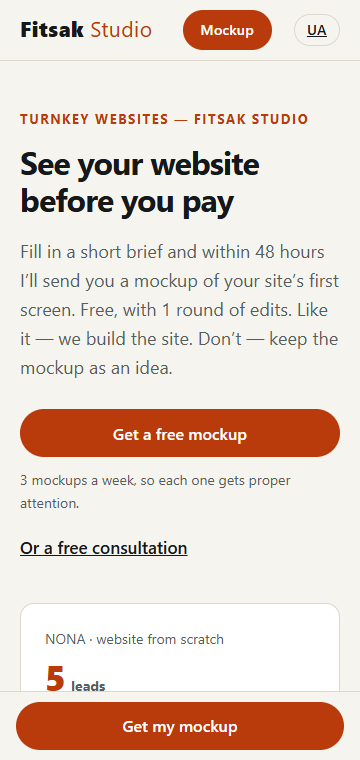 Fitsak Studio
Mockup
UA
TURNKEY WEBSITES — FITSAK STUDIO
See your website
before you pay
Fill in a short brief and within 48 hours
I’ll send you a mockup of your site’s first
screen. Free, with 1 round of edits. Like
it — we build the site. Don’t — keep the
mockup as an idea.
Get a free mockup
3 mockups a week, so each one gets proper
attention.
Or a free consultation
NONA · website from scratch
5 leads
Get my mockup